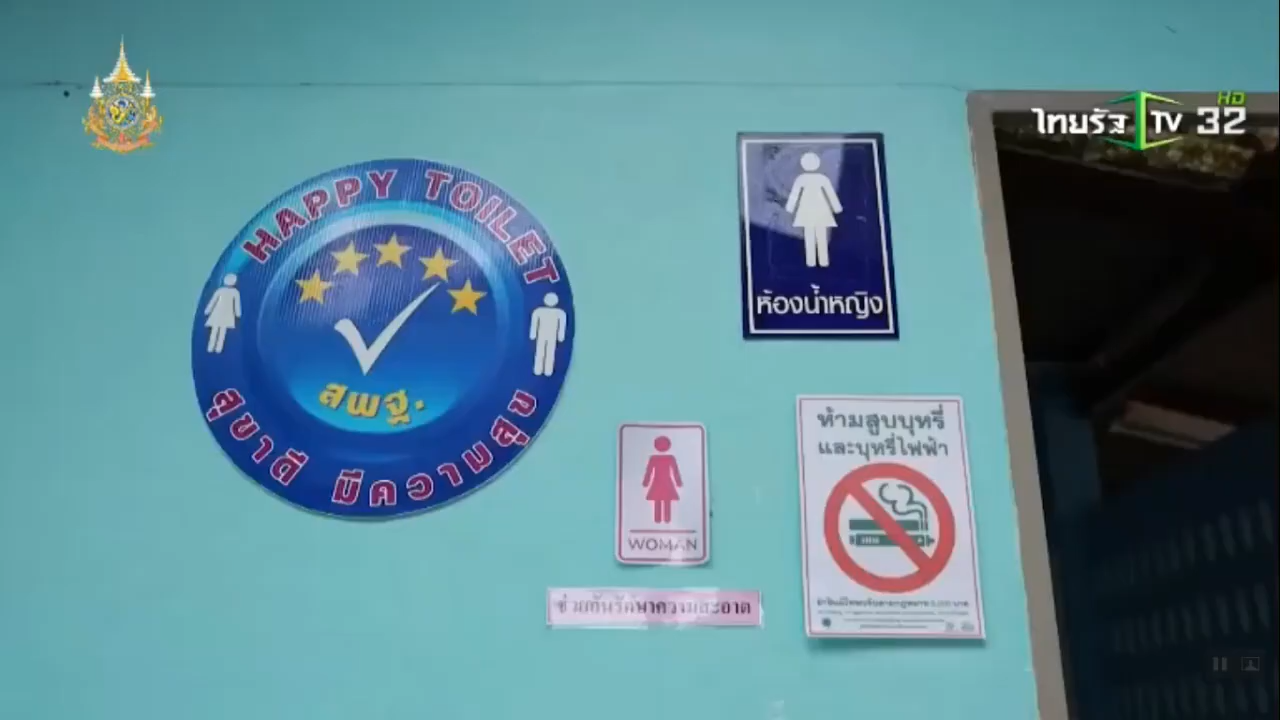 ไทยรัฐ TV HD 32
HAPPY TOILET
สพฐ.
สุขาดี มีความสุข
ห้องน้ำหญิง
WOMAN
ช่วยกันรักษาความสะอาด
ห้ามสูบบุหรี่
และบุหรี่ไฟฟ้า